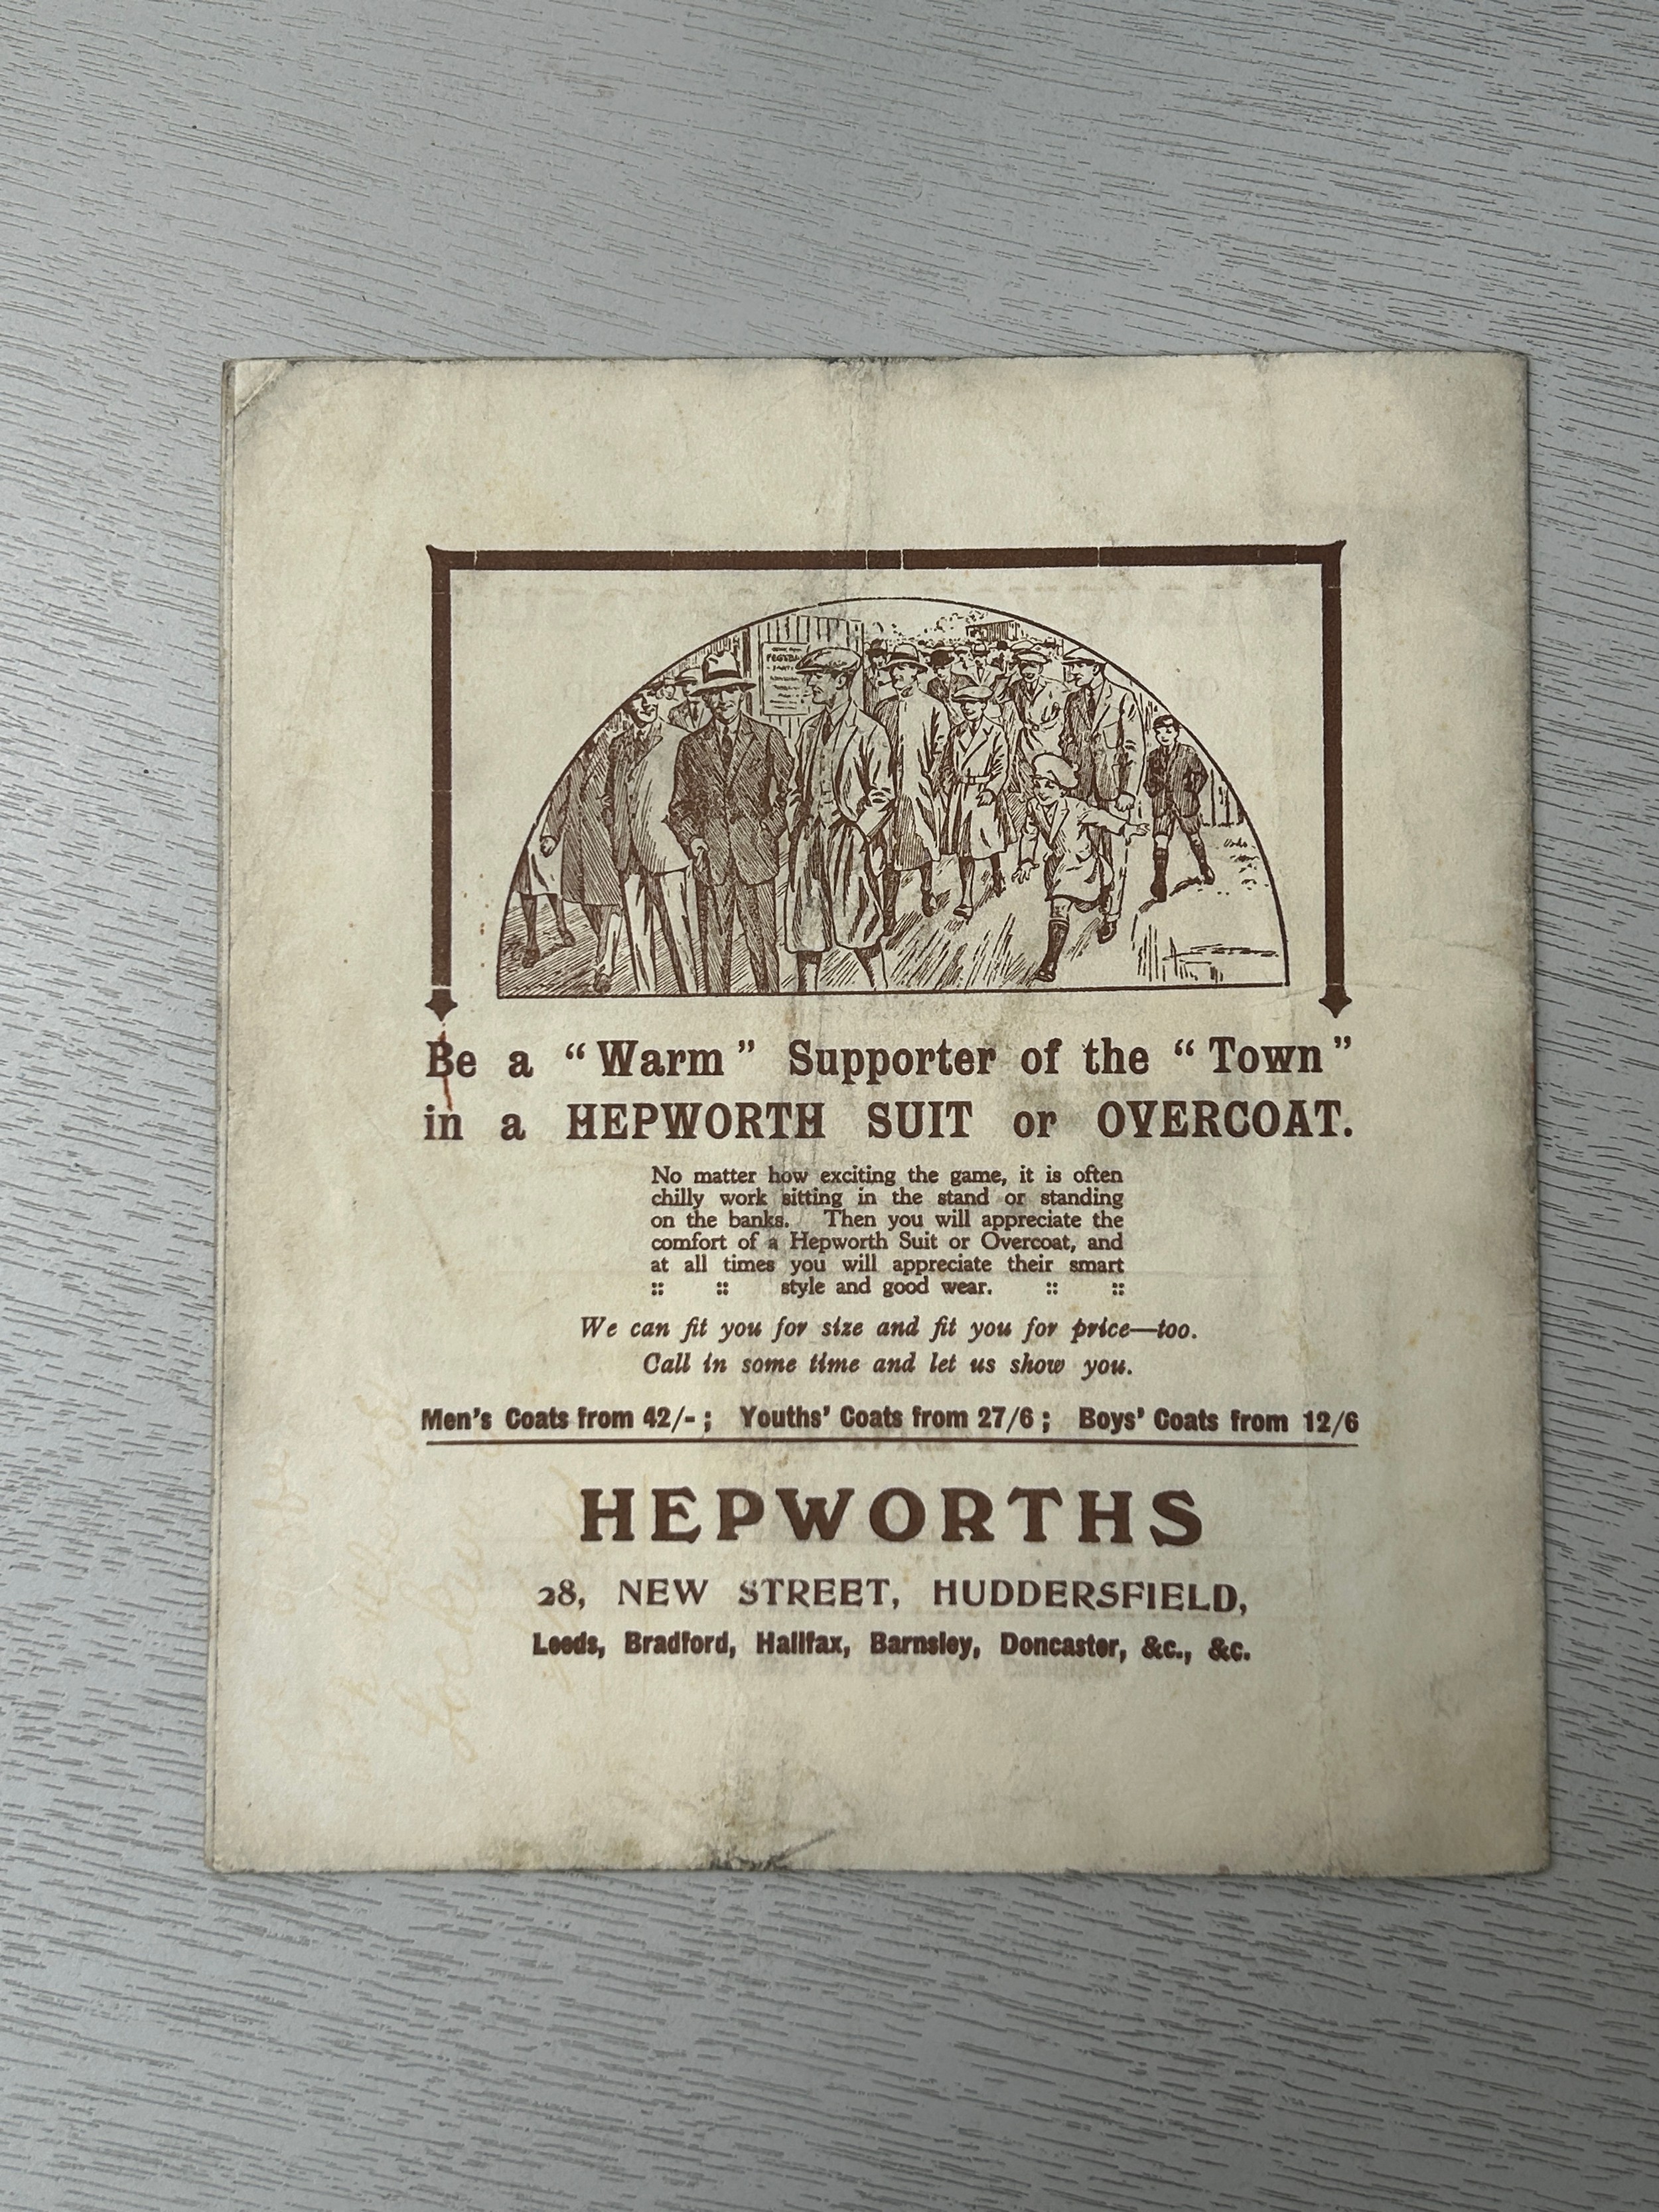 Be a “ Warm ” Supporter of the “ Town ”
in a HEPWORTH SUIT or OVERCOAT.
No matter how exciting the game, it is often
chilly work sitting in the stand or standing
on the banks. Then you will appreciate the
comfort of a Hepworth Suit or Overcoat, and
at all times you will appreciate their smart
:: :: style and good wear. :: ::
We can fit you for size and fit you for price—too.
Call in some time and let us show you.
Men's Coats from 42/- ; Youths' Coats from 27/6 ; Boys' Coats from 12/6
HEPWORTHS
28, NEW STREET, HUDDERSFIELD,
Leeds, Bradford, Halifax, Barnsley, Doncaster, &c., &c.